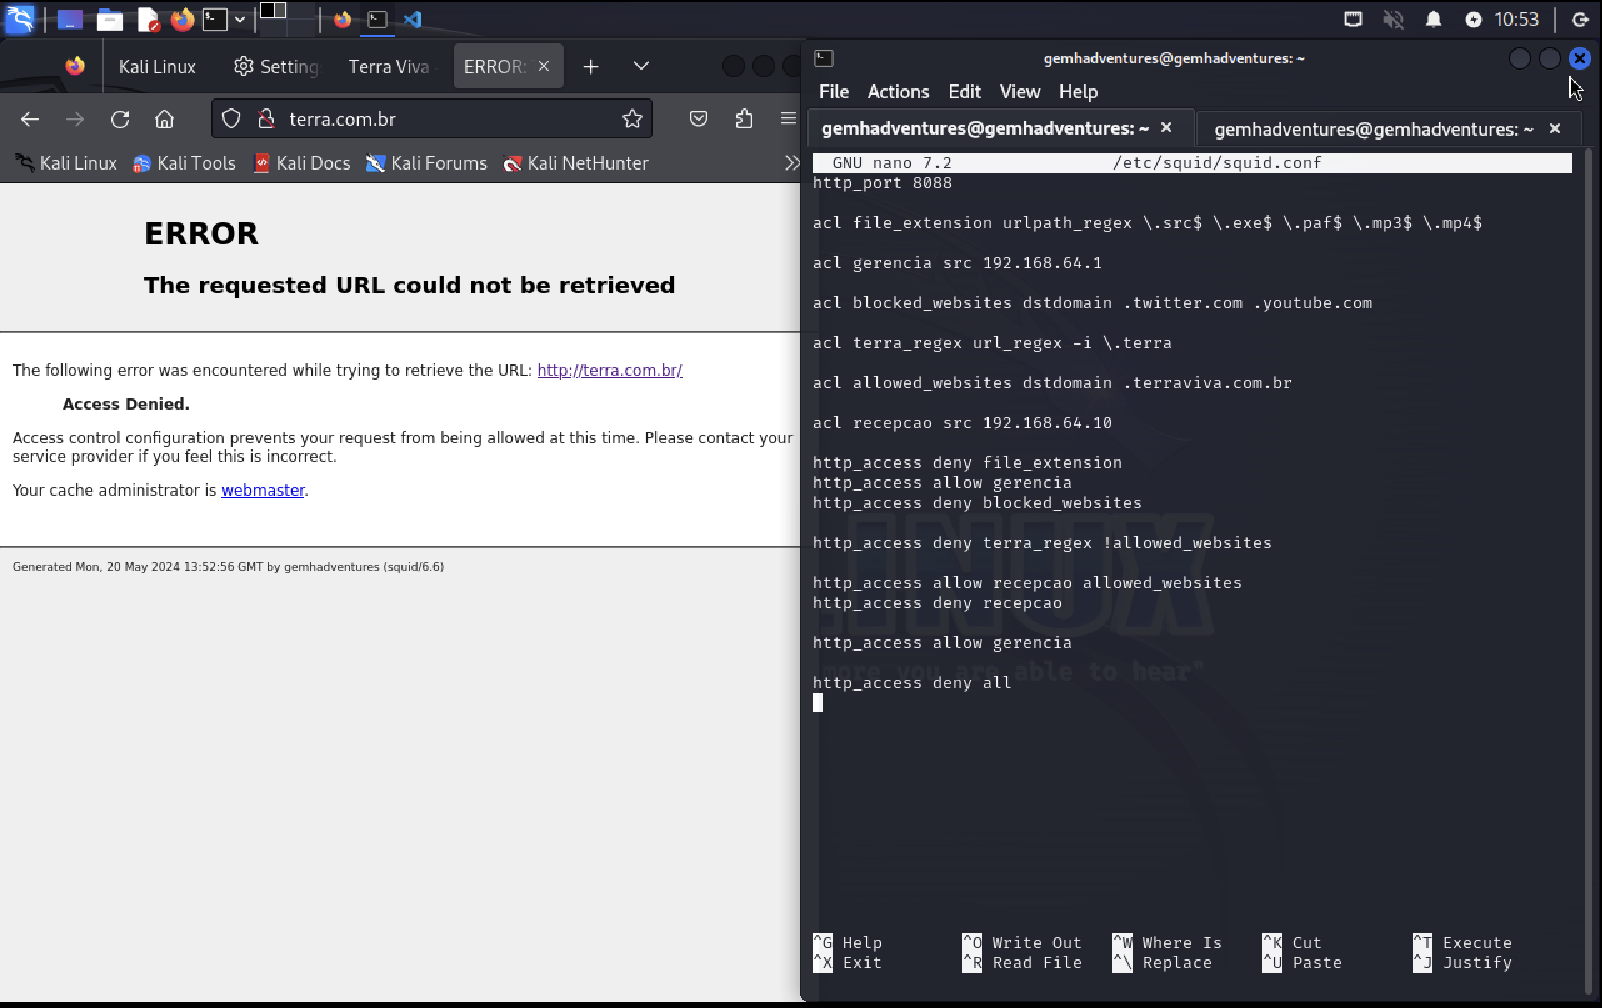 10:53
Kali Linux
Setting
Terra Viva
ERROR:
terra.com.br
Kali Linux
Kali Tools
Kali Docs
Kali Forums
Kali NetHunter
ERROR
The requested URL could not be retrieved
The following error was encountered while trying to retrieve the URL: http://terra.com.br/
Access Denied.
Access control configuration prevents your request from being allowed at this time. Please contact your
service provider if you feel this is incorrect.
Your cache administrator is webmaster.
Generated Mon, 20 May 2024 13:52:56 GMT by gemhadventures (squid/6.6)
gemhadventures@gemhadventures: ~
File Actions Edit View Help
gemhadventures@gemhadventures: ~ × gemhadventures@gemhadventures: ~ ×
GNU nano 7.2 /etc/squid/squid.conf
http_port 8088
acl file_extension urlpath_regex \.src$ \.exe$ \.paf$ \.mp3$ \.mp4$
acl gerencia src 192.168.64.1
acl blocked_websites dstdomain .twitter.com .youtube.com
acl terra_regex url_regex -i \.terra
acl allowed_websites dstdomain .terraviva.com.br
acl recepcao src 192.168.64.10
http_access deny file_extension
http_access allow gerencia
http_access deny blocked_websites
http_access deny terra_regex !allowed_websites
http_access allow recepcao allowed_websites
http_access deny recepcao
http_access allow gerencia
http_access deny all
INUX
more you are able to hear"
^G Help ^O Write Out ^W Where Is ^K Cut ^T Execute
^X Exit ^R Read File ^\ Replace ^U Paste ^J Justify